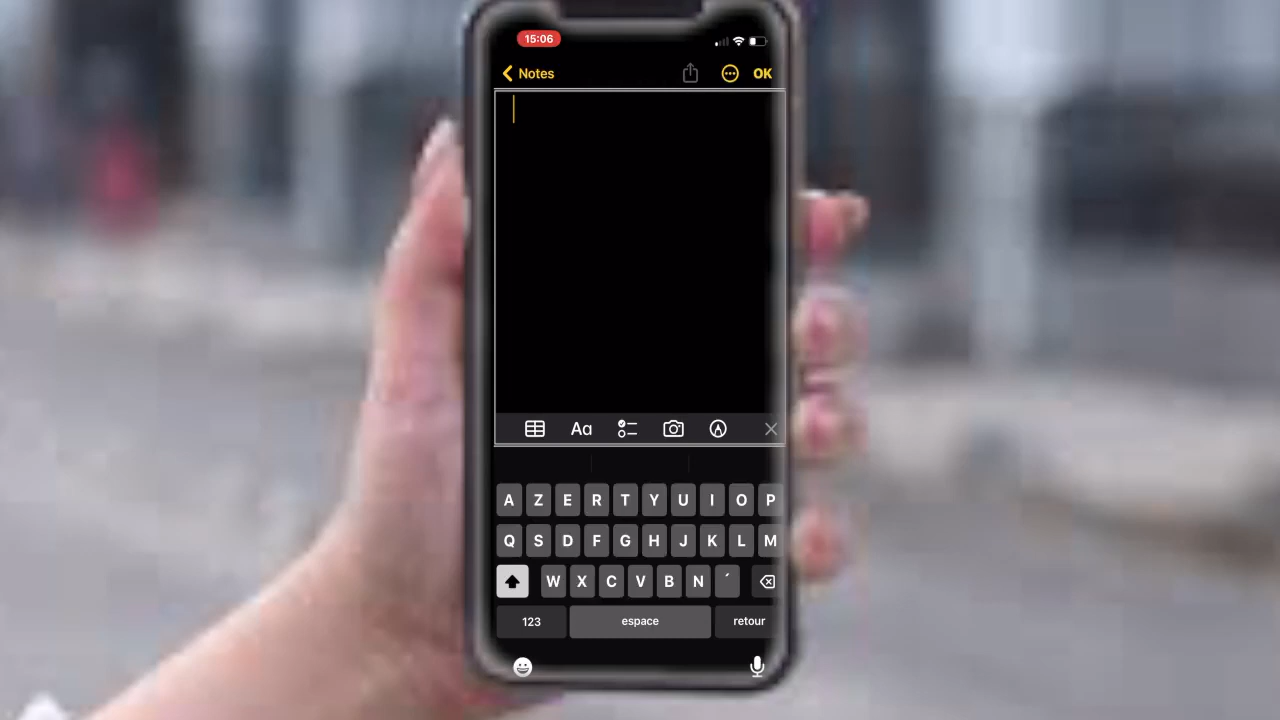 15:06
Notes OK
Aa
A Z E R T Y U I O P
Q S D F G H J K L M
W X C V B N ´
123 espace retour